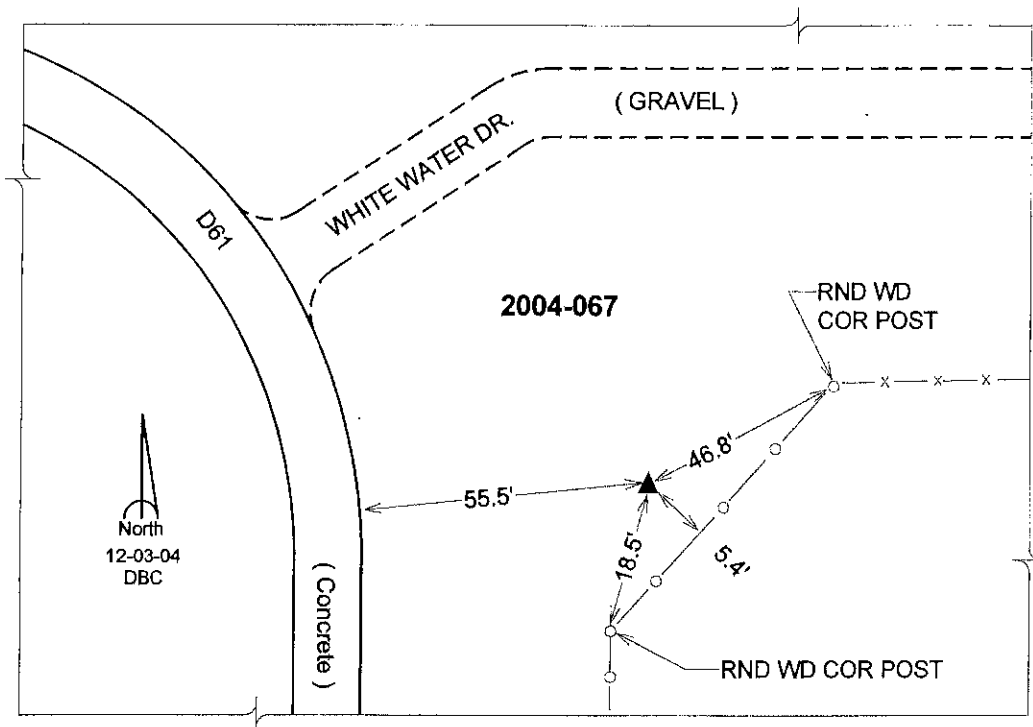 ( GRAVEL )
WHITE WATER DR.
D61
2004-067
RND WD
COR POST
x x x
46.8'
55.5'
18.5'
5.4'
North
12-03-04
DBC
( Concrete )
RND WD COR POST